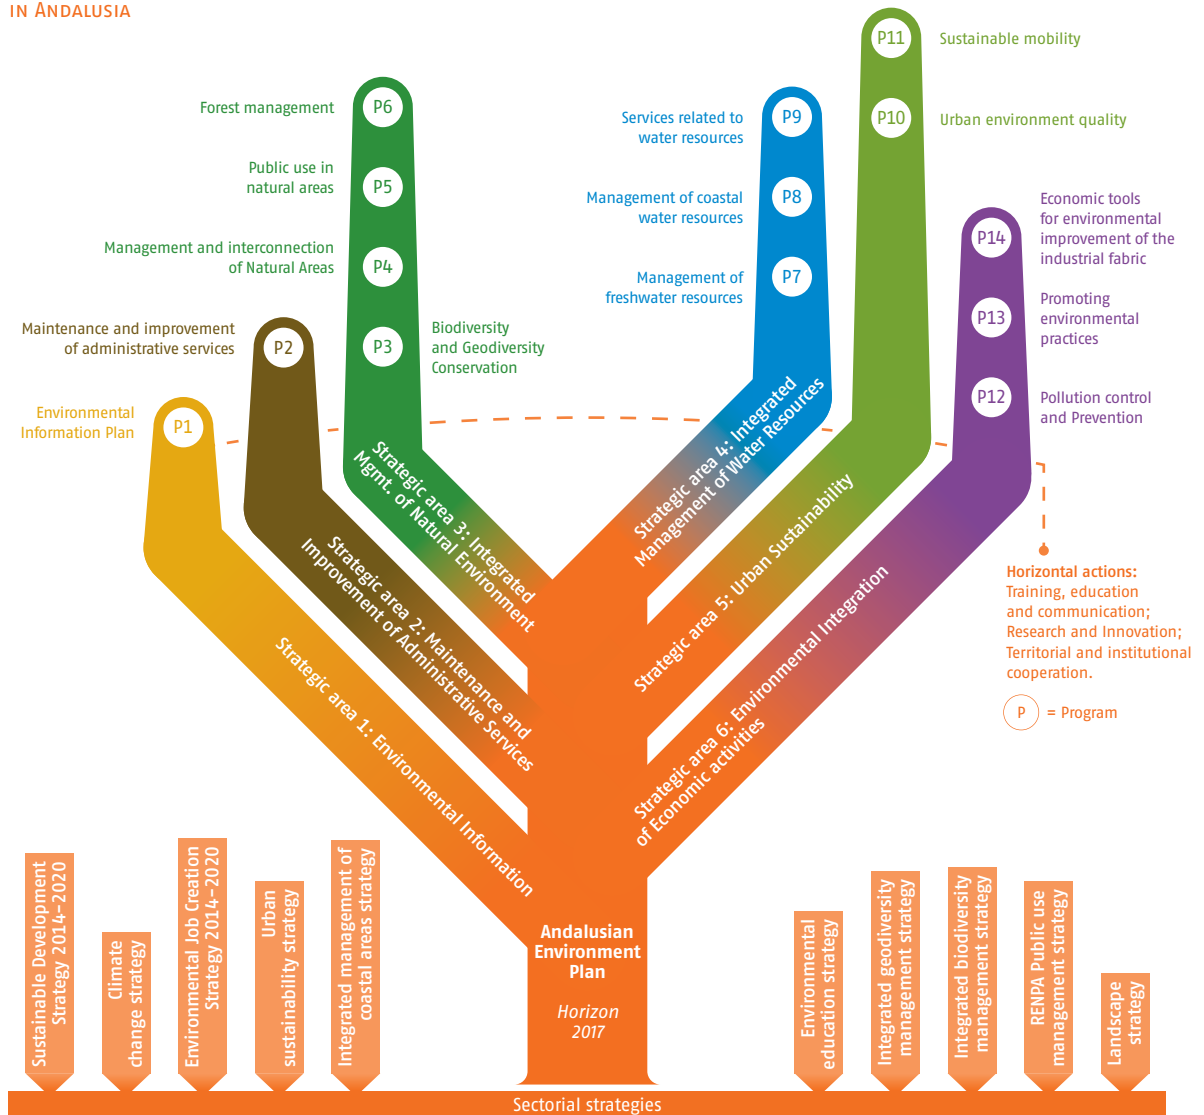 IN ANDALUSIA
P11
Sustainable mobility
P10
Urban environment quality
Forest management
P6
Public use in
natural areas
P5
Management and interconnection
of Natural Areas
P4
Biodiversity
and Geodiversity
Conservation
P3
Maintenance and improvement
of administrative services
P2
Environmental
Information Plan
P1
Services related to
water resources
P9
Management of coastal
water resources
P8
Management of
freshwater resources
P7
P14
Economic tools
for environmental
improvement of the
industrial fabric
P13
Promoting
environmental
practices
P12
Pollution control
and Prevention
Strategic area 1: Environmental Information
Strategic area 2: Maintenance and
Improvement of Administrative Services
Strategic area 3: Integrated
Mgmt. of Natural Environment
Strategic area 4: Integrated
Management of Water Resources
Strategic area 5: Urban Sustainability
Strategic area 6: Environmental Integration
of Economic activities
Horizontal actions:
Training, education
and communication;
Research and Innovation;
Territorial and institutional
cooperation.
P = Program
Andalusian
Environment
Plan
Horizon
2017
Sustainable Development
Strategy 2014-2020
Climate
change strategy
Environmental Job Creation
Strategy 2014-2020
Urban
sustainability strategy
Integrated management of
coastal areas strategy
Environmental
education strategy
Integrated geodiversity
management strategy
Integrated biodiversity
management strategy
RENPA Public use
management strategy
Landscape
strategy
Sectorial strategies